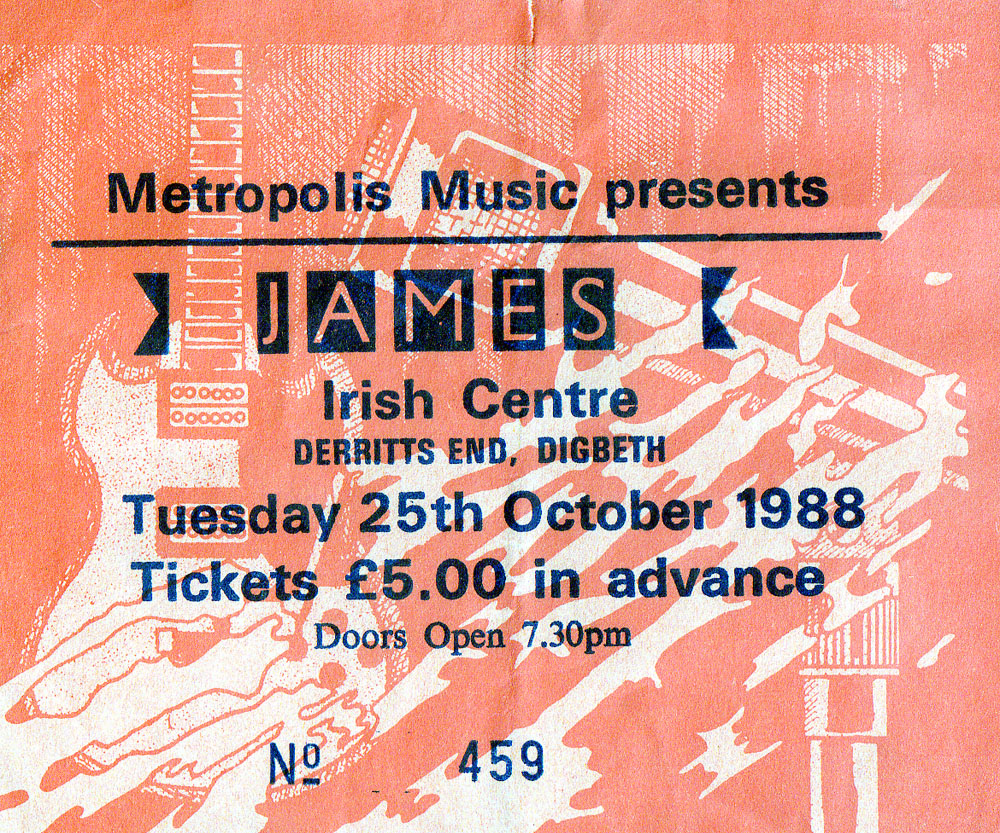 Metropolis Music presents
JAMES
Irish Centre
DERRITTS END, DIGBETH
Tuesday 25th October 1988
Tickets £5.00 in advance
Doors Open 7.30pm
Nº 459